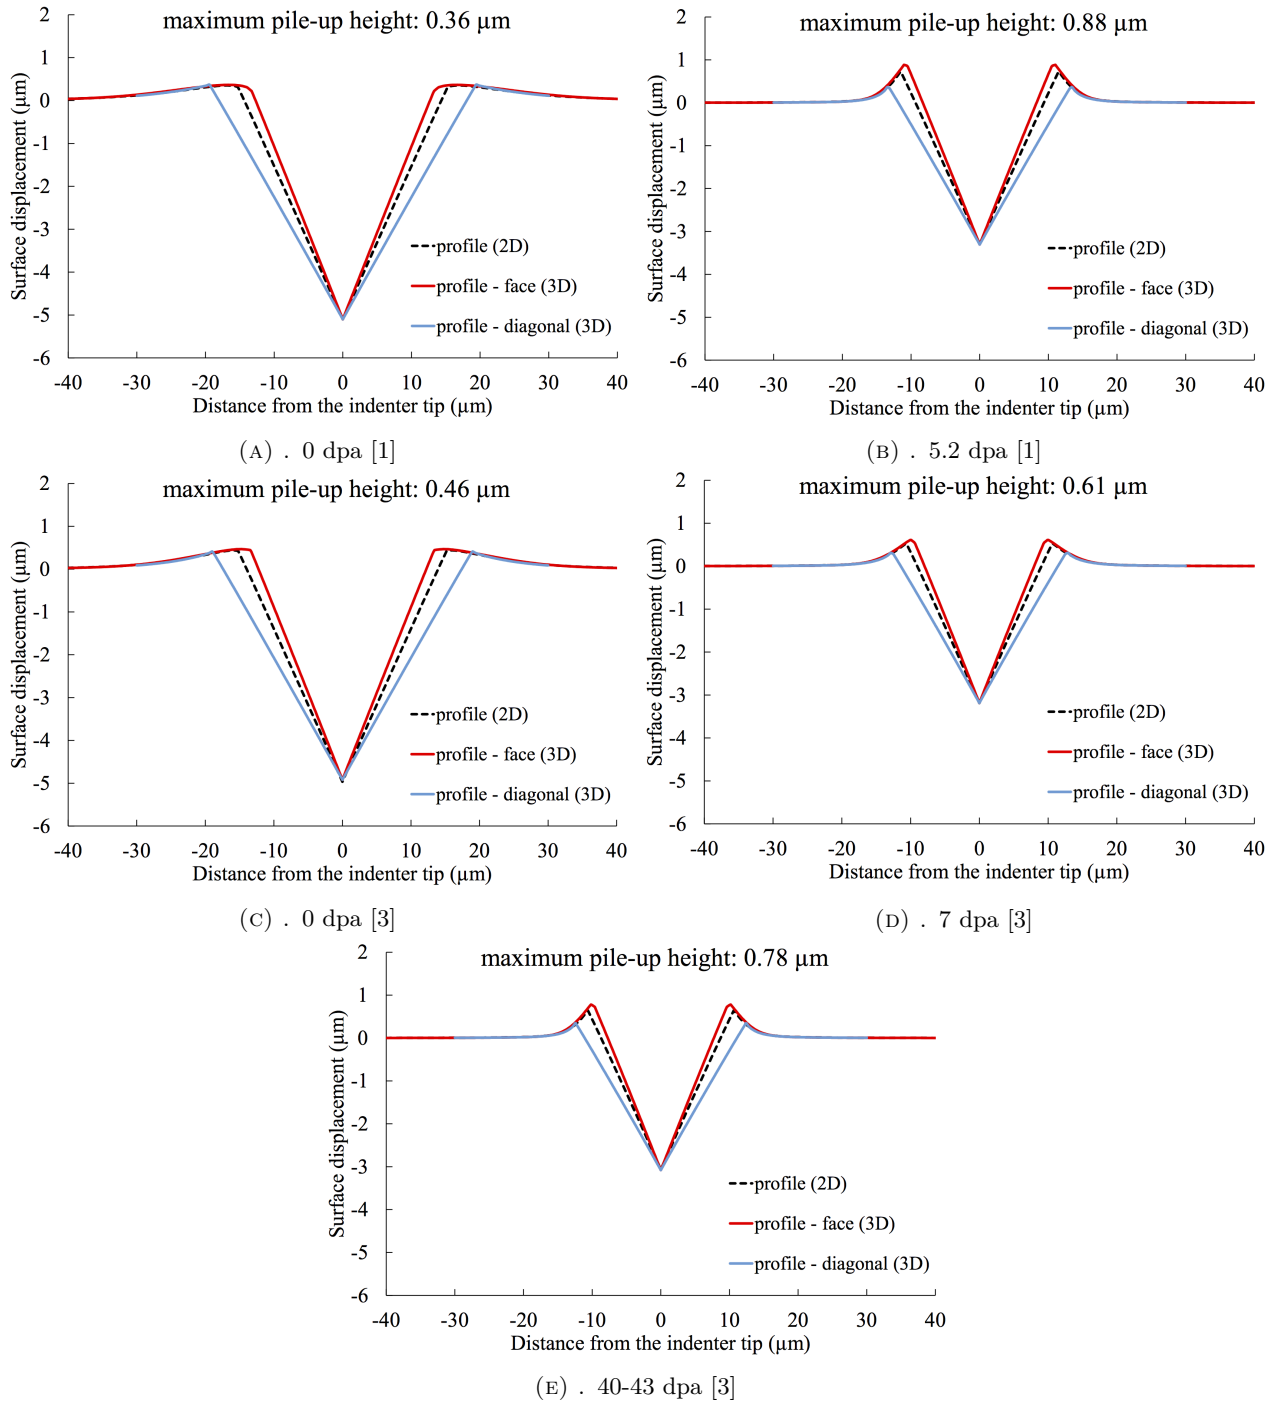 maximum pile-up height: 0.36 µm
2
1
0
-1
-2
-3
-4
-5
-6
Surface displacement (µm)
profile (2D)
profile - face (3D)
profile - diagonal (3D)
-40 -30 -20 -10 0 10 20 30 40
Distance from the indenter tip (µm)
(A) . 0 dpa [1]
maximum pile-up height: 0.88 µm
2
1
0
-1
-2
-3
-4
-5
-6
Surface displacement (µm)
profile (2D)
profile - face (3D)
profile - diagonal (3D)
-40 -30 -20 -10 0 10 20 30 40
Distance from the indenter tip (µm)
(B) . 5.2 dpa [1]
maximum pile-up height: 0.46 µm
2
1
0
-1
-2
-3
-4
-5
-6
Surface displacement (µm)
profile (2D)
profile - face (3D)
profile - diagonal (3D)
-40 -30 -20 -10 0 10 20 30 40
Distance from the indenter tip (µm)
(C) . 0 dpa [3]
maximum pile-up height: 0.61 µm
2
1
0
-1
-2
-3
-4
-5
-6
Surface displacement (µm)
profile (2D)
profile - face (3D)
profile - diagonal (3D)
-40 -30 -20 -10 0 10 20 30 40
Distance from the indenter tip (µm)
(D) . 7 dpa [3]
maximum pile-up height: 0.78 µm
2
1
0
-1
-2
-3
-4
-5
-6
Surface displacement (µm)
profile (2D)
profile - face (3D)
profile - diagonal (3D)
-40 -30 -20 -10 0 10 20 30 40
Distance from the indenter tip (µm)
(E) . 40-43 dpa [3]